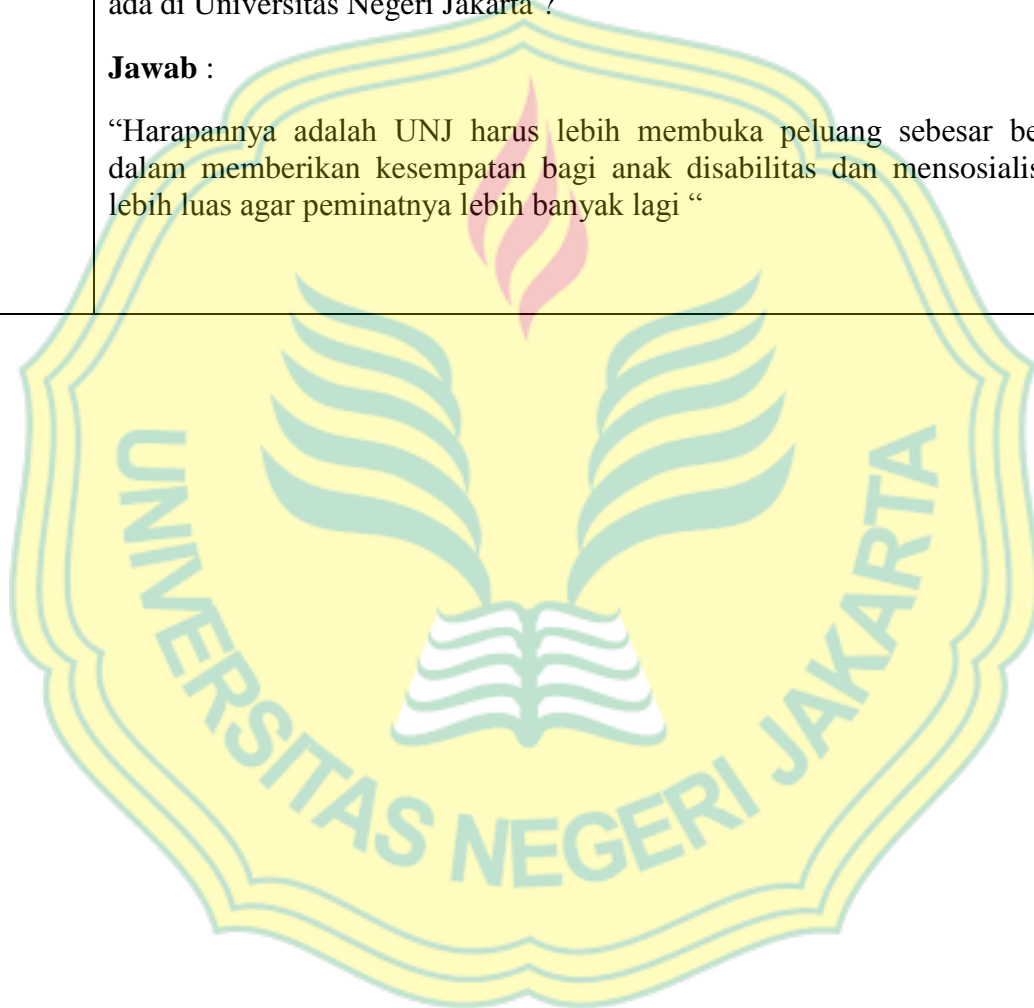 ada di Universitas Negeri Jakarta ?
Jawab :
“Harapannya adalah UNJ harus lebih membuka peluang sebesar
dalam memberikan kesempatan bagi anak disabilitas dan
lebih luas agar peminatnya lebih banyak lagi “
UNIVERSITAS NEGERI JAKARTA